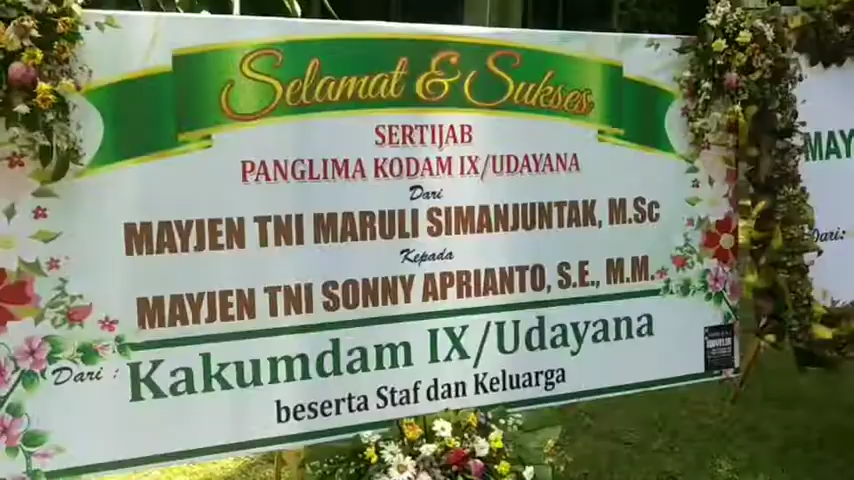 Selamat & Sukses
SERTIJAB
PANGLIMA KODAM IX/UDAYANA
Dari
MAYJEN TNI MARULI SIMANJUNTAK, M.Sc
Kepada
MAYJEN TNI SONNY APRIANTO, S.E., M.M.
Dari :
Kakumdam IX/Udayana
beserta Staf dan Keluarga
MAY
Dari: